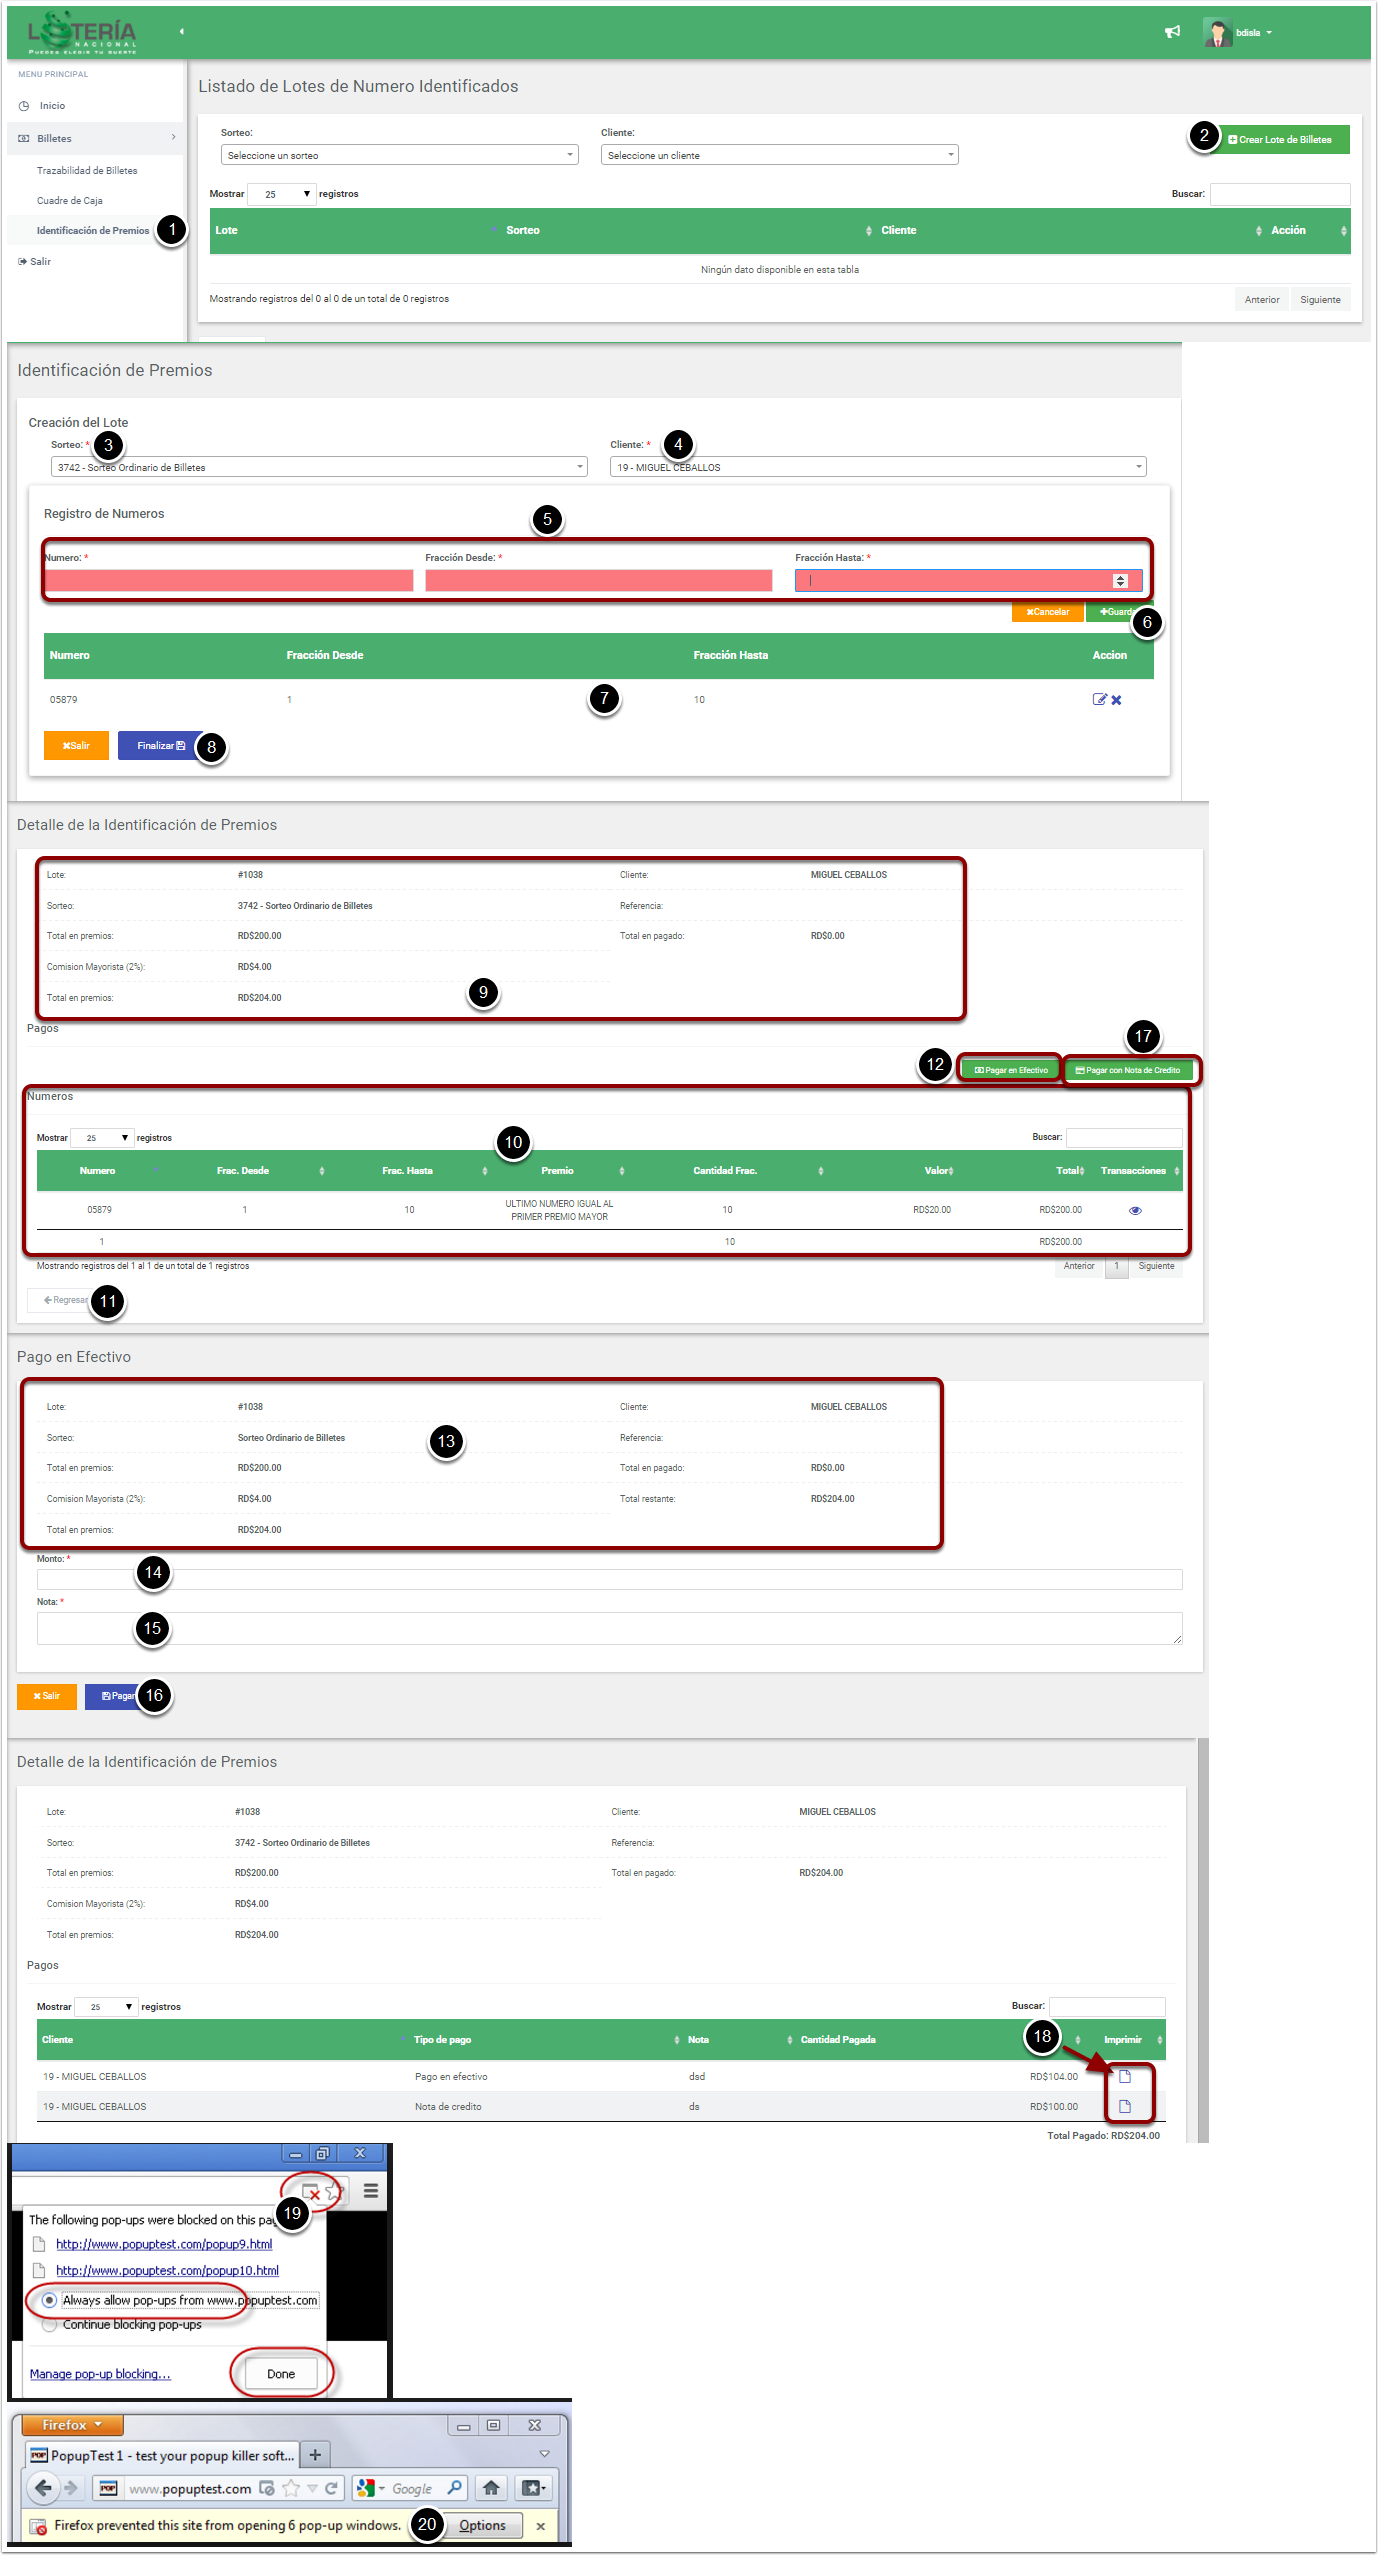 LOTERÍA
NACIONAL
PUEDES ELEGIR TU SUERTE
bdisla
MENU PRINCIPAL
Inicio
Billetes
Trazabilidad de Billetes
Cuadre de Caja
Identificación de Premios 1
Salir
Listado de Lotes de Numero Identificados
Sorteo: Cliente:
Seleccione un sorteo Seleccione un cliente 2 Crear Lote de Billetes
Mostrar 25 registros Buscar:
Lote Sorteo Cliente Acción
Ningún dato disponible en esta tabla
Mostrando registros del 0 al 0 de un total de 0 registros Anterior Siguiente
Identificación de Premios
Creación del Lote
Sorteo: * 3 Cliente: * 4
3742 - Sorteo Ordinario de Billetes 19 - MIGUEL CEBALLOS
Registro de Numeros 5
Numero: * Fracción Desde: * Fracción Hasta: *
Cancelar 6
Numero Fracción Desde Fracción Hasta Accion
05879 1 7 10
Salir Finalizar 8
Detalle de la Identificación de Premios
Lote: #1038 Cliente: MIGUEL CEBALLOS
Sorteo: 3742 - Sorteo Ordinario de Billetes Referencia:
Total en premios: RD$200.00 Total en pagado: RD$0.00
Comision Mayorista (2%): RD$4.00
Total en premios: RD$204.00 9
Pagos 17
12 Pagar en Efectivo Pagar con Nota de Credito
Numeros
Mostrar 25 registros 10 Buscar:
Numero Frac. Desde Frac. Hasta Premio Cantidad Frac. Valor Total Transacciones
05879 1 10 ULTIMO NUMERO IGUAL AL PRIMER PREMIO MAYOR 10 RD$20.00 RD$200.00
1 10 RD$200.00
Mostrando registros del 1 al 1 de un total de 1 registros Anterior 1 Siguiente
Regresar 11
Pago en Efectivo
Lote: #1038 Cliente: MIGUEL CEBALLOS
Sorteo: Sorteo Ordinario de Billetes 13 Referencia:
Total en premios: RD$200.00 Total en pagado: RD$0.00
Comision Mayorista (2%): RD$4.00 Total restante: RD$204.00
Total en premios: RD$204.00
Monto: * 14
Nota: *
15
Salir Pagar 16
Detalle de la Identificación de Premios
Lote: #1038 Cliente: MIGUEL CEBALLOS
Sorteo: 3742 - Sorteo Ordinario de Billetes Referencia:
Total en premios: RD$200.00 Total en pagado: RD$204.00
Comision Mayorista (2%): RD$4.00
Total en premios: RD$204.00
Pagos
Mostrar 25 registros Buscar:
Cliente Tipo de pago Nota Cantidad Pagada 18 Imprimir
19 - MIGUEL CEBALLOS Pago en efectivo dsd RD$104.00
19 - MIGUEL CEBALLOS Nota de credito ds RD$100.00
Total Pagado: RD$204.00
19
The following pop-ups were blocked on this pag
http://www.popuptest.com/popup9.html
http://www.popuptest.com/popup10.html
Always allow pop-ups from www.popuptest.com
Continue blocking pop-ups
Manage pop-up blocking... Done
Firefox
POP PopupTest 1 - test your popup killer soft... +
POP www.popuptest.com Google
Firefox prevented this site from opening 6 pop-up windows. 20 Options x